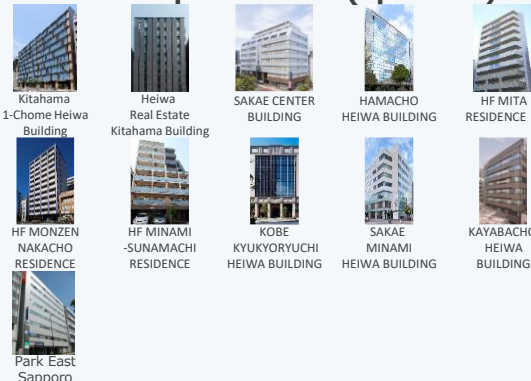 Kitahama
1-Chome Heiwa
Building
Heiwa
Real Estate
Kitahama Building
SAKAE CENTER
BUILDING
HAMACHO
HEIWA BUILDING
HF MITA
RESIDENCE
HF MONZEN
NAKACHO
RESIDENCE
HF MINAMI
-SUNAMACHI
RESIDENCE
KOBE
KYUKYORYUCHI
HEIWA BUILDING
SAKAE
MINAMI
HEIWA BUILDING
KAYABACHO
HEIWA
BUILDING
Park East
Sapporo